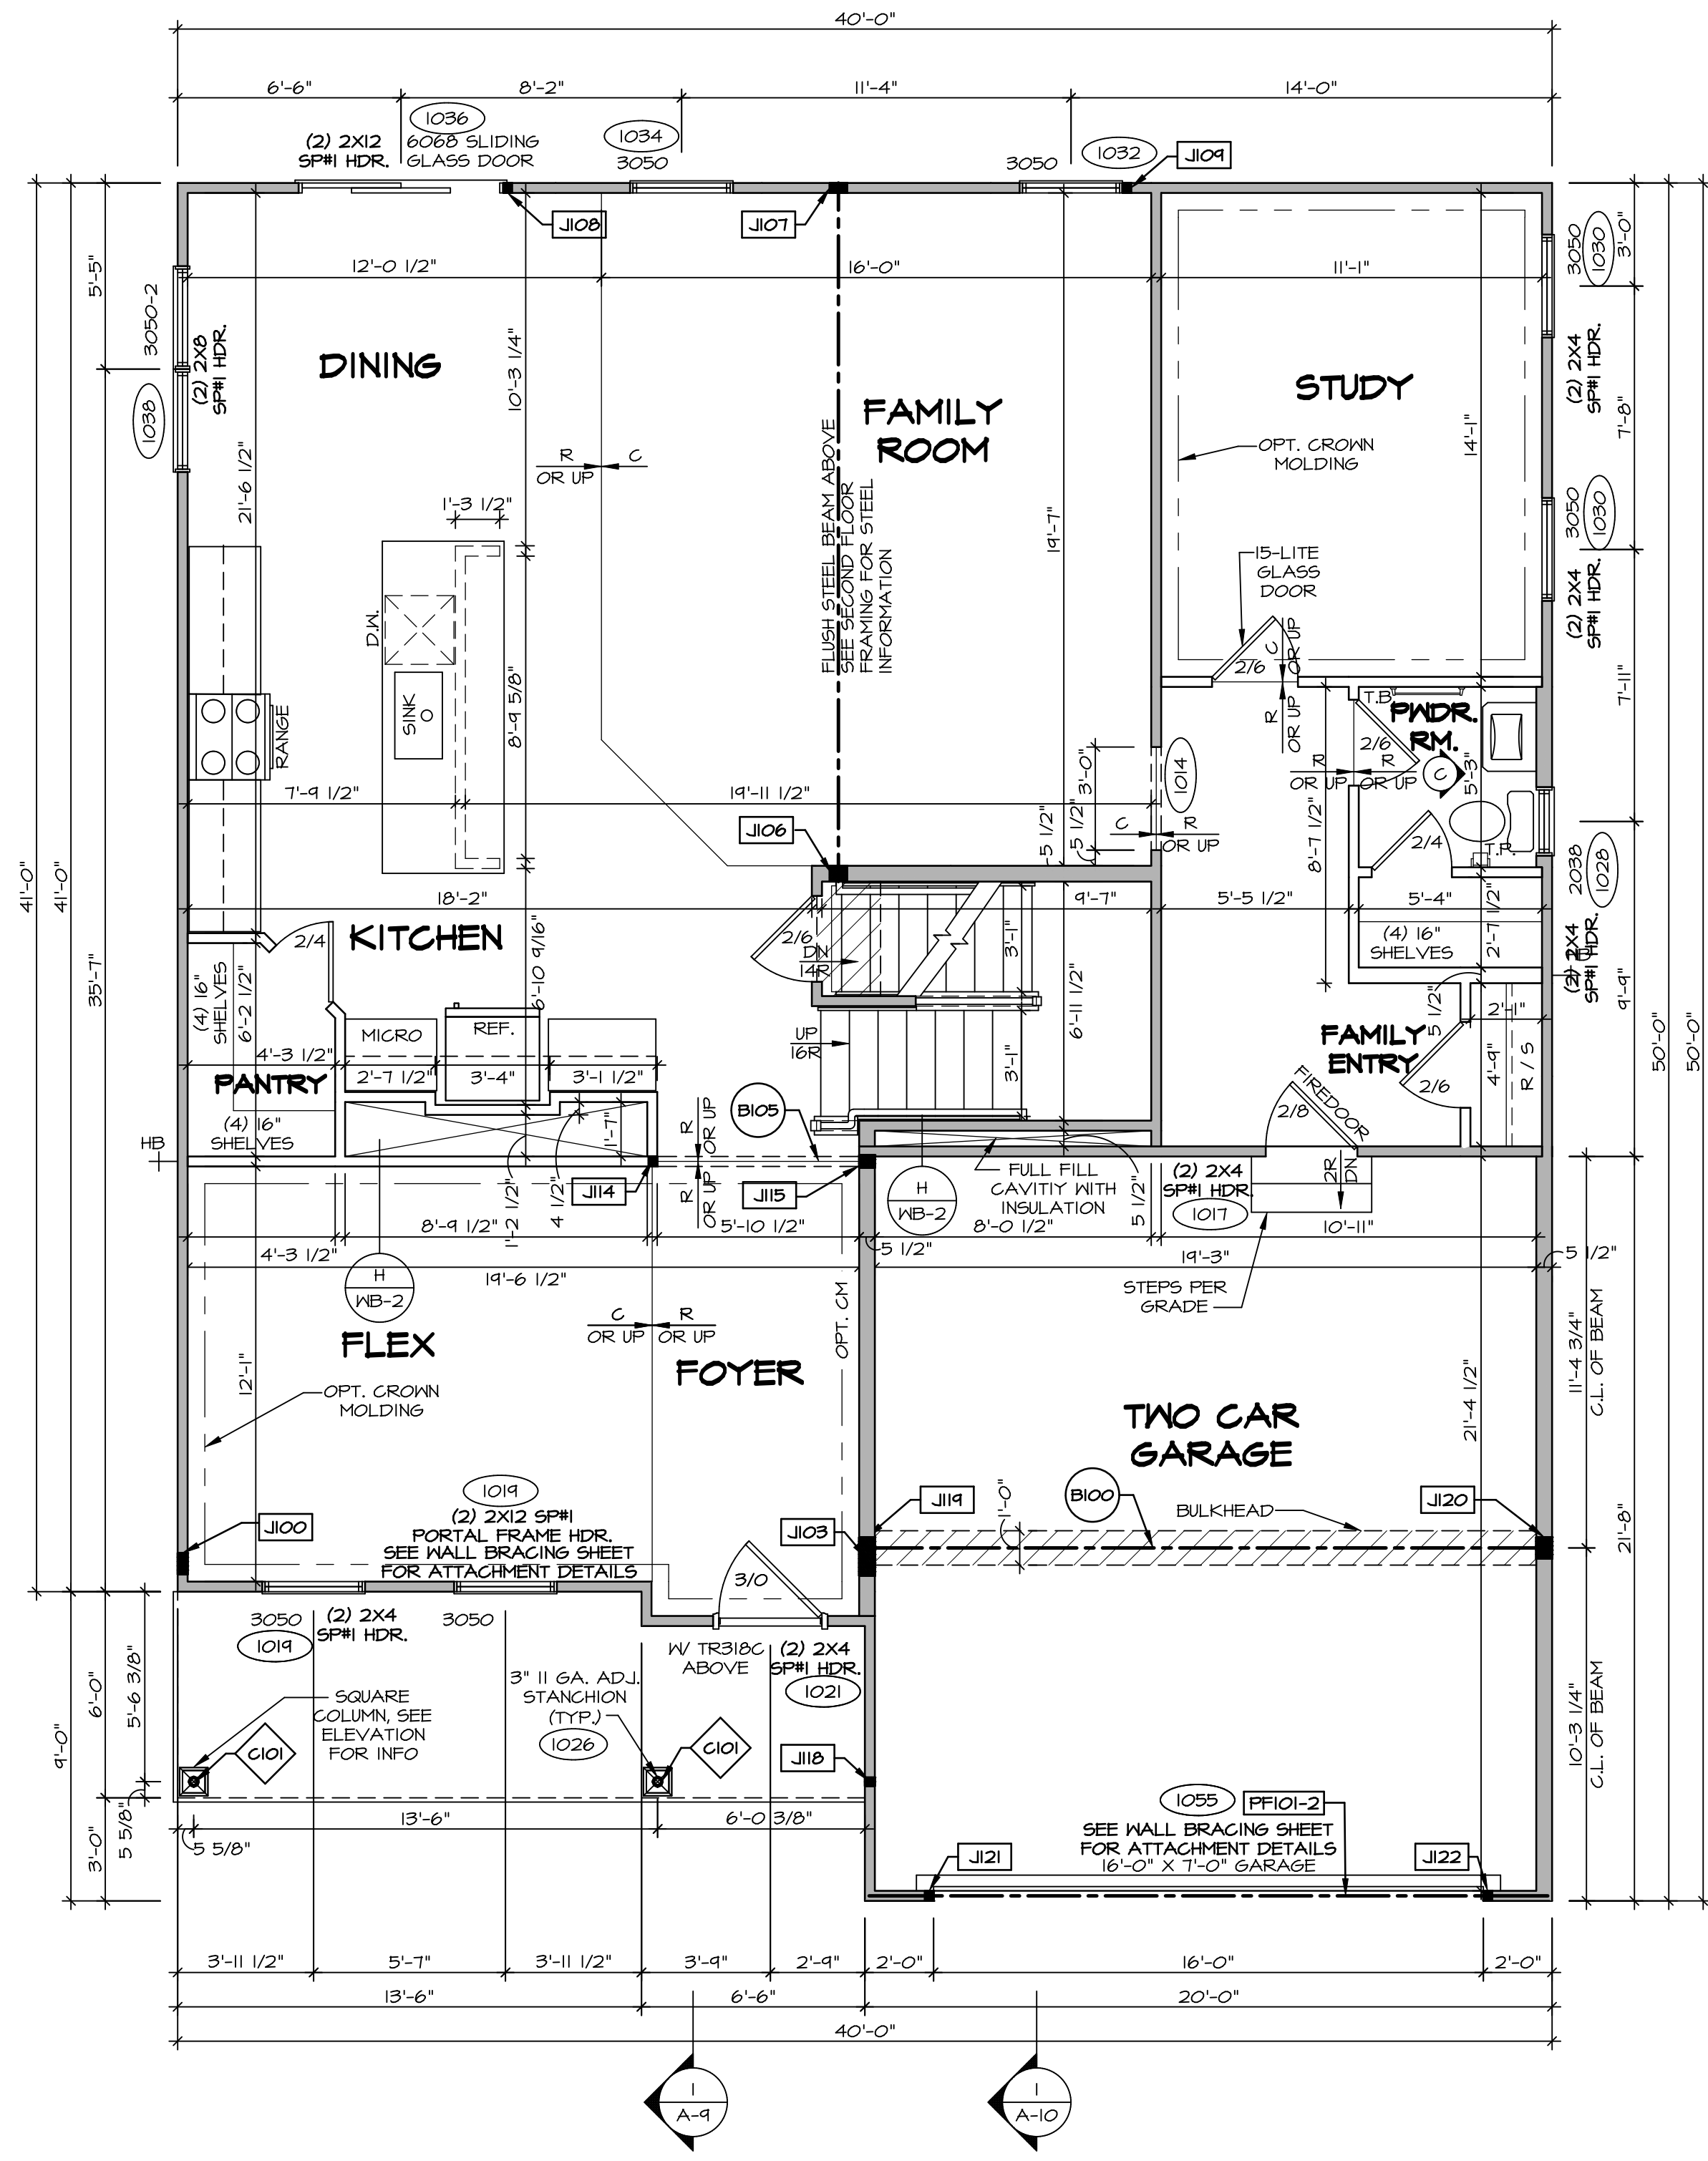 40'-0"
6'-6"
8'-2"
11'-4"
14'-0"
1036
(2) 2X12
SP#1 HDR.
6068 SLIDING
GLASS DOOR
1034
3050
3050
1032
J109
J108
J107
12'-0 1/2"
16'-0"
11'-1"
5'-5"
3050-2
(2) 2X8
SP#1 HDR.
1038
3050
1030
3'-0"
(2) 2X4
SP#1 HDR.
7'-8"
DINING
10'-3 1/4"
FAMILY
ROOM
STUDY
OPT. CROWN
MOLDING
14'-1"
R
OR UP
C
21'-6 1/2"
1'-3 1/2"
FLUSH STEEL BEAM ABOVE
SEE SECOND FLOOR
FRAMING FOR STEEL
INFORMATION
19'-7"
15-LITE
GLASS
DOOR
3050
1030
(2) 2X4
SP#1 HDR.
7'-11"
D.W.
SINK
RANGE
8'-9 5/8"
2/6
C
OR UP
R
OR UP
T.B.
PWDR.
RM.
2/6
R
OR UP
R
OR UP
C
5'-3"
7'-9 1/2"
19'-11 1/2"
3'-0"
1014
5 1/2"
5 1/2"
C
R
OR UP
J106
8'-7 1/2"
2/4
T.P.
2038
1028
(2) 2X4
SP#1 HDR.
9'-9"
18'-2"
9'-7"
5'-5 1/2"
5'-4"
41'-0"
41'-0"
35'-7"
KITCHEN
2/4
6'-10 9/16"
2/6
DN
14R
3'-1"
(4) 16"
SHELVES
2'-7 1/2"
(4) 16"
SHELVES
6'-2 1/2"
MICRO
REF.
UP
16R
3'-1"
6'-11 1/2"
5 1/2"
2'-1"
FAMILY
ENTRY
4'-9"
R / S
2/6
50'-0"
50'-0"
4'-3 1/2"
PANTRY
2'-7 1/2"
3'-4"
3'-1 1/2"
(4) 16"
SHELVES
1'-7"
B105
FIREDOOR
2/8
HB
R
OR UP
R
OR UP
J114
J115
H
WB-2
FULL FILL
CAVITIY WITH
INSULATION
(2) 2X4
SP#1 HDR.
1017
2R
DN
8'-9 1/2"
1'-2 1/2"
4 1/2"
5'-10 1/2"
8'-0 1/2"
5 1/2"
10'-11"
4'-3 1/2"
19'-6 1/2"
5 1/2"
19'-3"
5 1/2"
H
WB-2
STEPS PER
GRADE
C
OR UP
R
OR UP
OPT. CM
FLEX
FOYER
12'-1"
OPT. CROWN
MOLDING
11'-4 3/4"
C.L. OF BEAM
21'-4 1/2"
21'-8"
TWO CAR
GARAGE
1019
(2) 2X12 SP#1
PORTAL FRAME HDR.
SEE WALL BRACING SHEET
FOR ATTACHMENT DETAILS
J100
J103
J119
1'-0"
B100
BULKHEAD
J120
3/0
3050
1019
(2) 2X4
SP#1 HDR.
3050
W/ TR318C
ABOVE
(2) 2X4
SP#1 HDR.
1021
3" 11 GA. ADJ.
STANCHION
(TYP.)
1026
SQUARE
COLUMN, SEE
ELEVATION
FOR INFO
C101
C101
J118
9'-0"
6'-0"
5'-6 3/8"
3'-0"
5 5/8"
10'-3 1/4"
C.L. OF BEAM
5 5/8"
13'-6"
6'-0 3/8"
1055
PF101-2
SEE WALL BRACING SHEET
FOR ATTACHMENT DETAILS
16'-0" X 7'-0" GARAGE
J121
J122
3'-11 1/2"
5'-7"
3'-11 1/2"
3'-9"
2'-9"
2'-0"
16'-0"
2'-0"
13'-6"
6'-6"
20'-0"
40'-0"
1
A-9
1
A-10